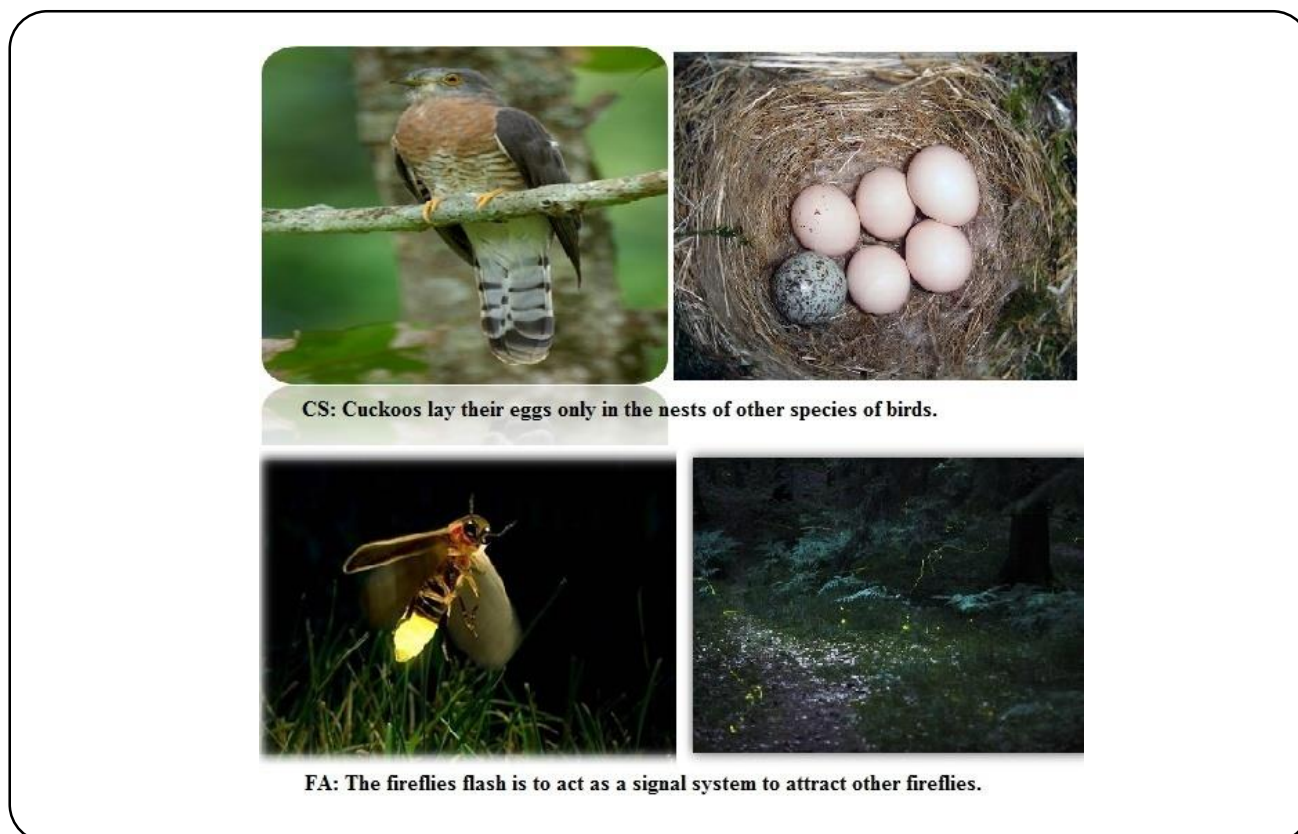 CS: Cuckoos lay their eggs only in the nests of other species of birds.
FA: The fireflies flash is to act as a signal system to attract other fireflies.